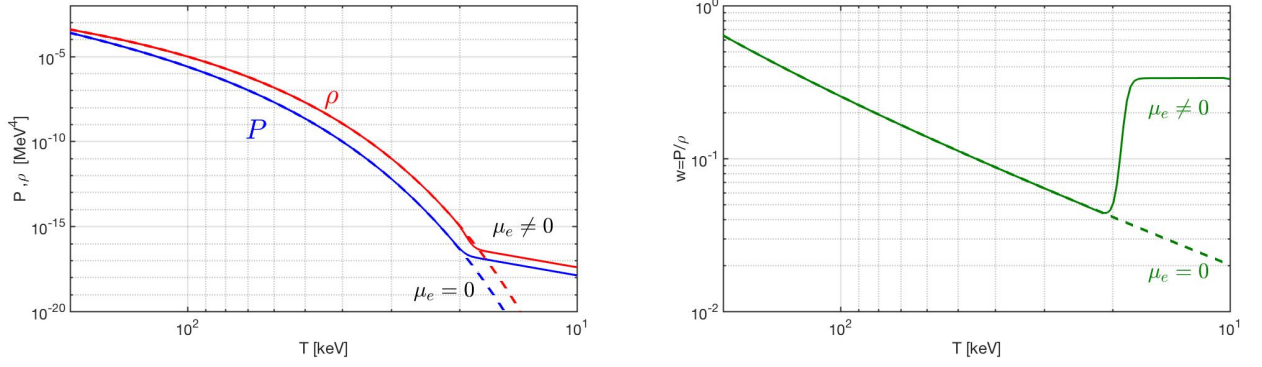 10⁻⁵
10⁻¹⁰
10⁻¹⁵
10⁻²⁰
P ,ρ [MeV⁴]
ρ
P
μₑ ≠ 0
μₑ = 0
10²
10¹
T [keV]
10⁰
10⁻¹
10⁻²
w=P/ρ
μₑ ≠ 0
μₑ = 0
10²
10¹
T [keV]